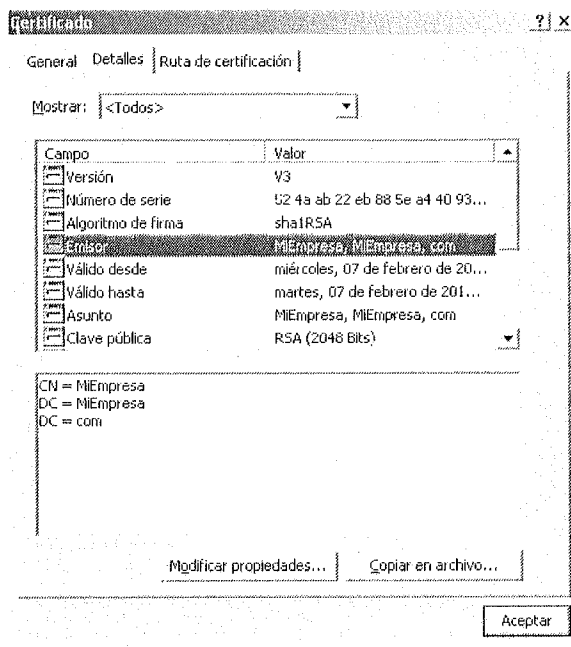 Certificado ? ×
General Detalles Ruta de certificación
Mostrar: <Todos>
Campo Valor
Versión V3
Número de serie 52 4a ab 22 eb 88 5e a4 40 93...
Algoritmo de firma sha1RSA
Emisor MiEmpresa, MiEmpresa, com
Válido desde miércoles, 07 de febrero de 20...
Válido hasta martes, 07 de febrero de 201...
Asunto MiEmpresa, MiEmpresa, com
Clave pública RSA (2048 Bits)
CN = MiEmpresa
DC = MiEmpresa
DC = com
Modificar propiedades... Copiar en archivo...
Aceptar